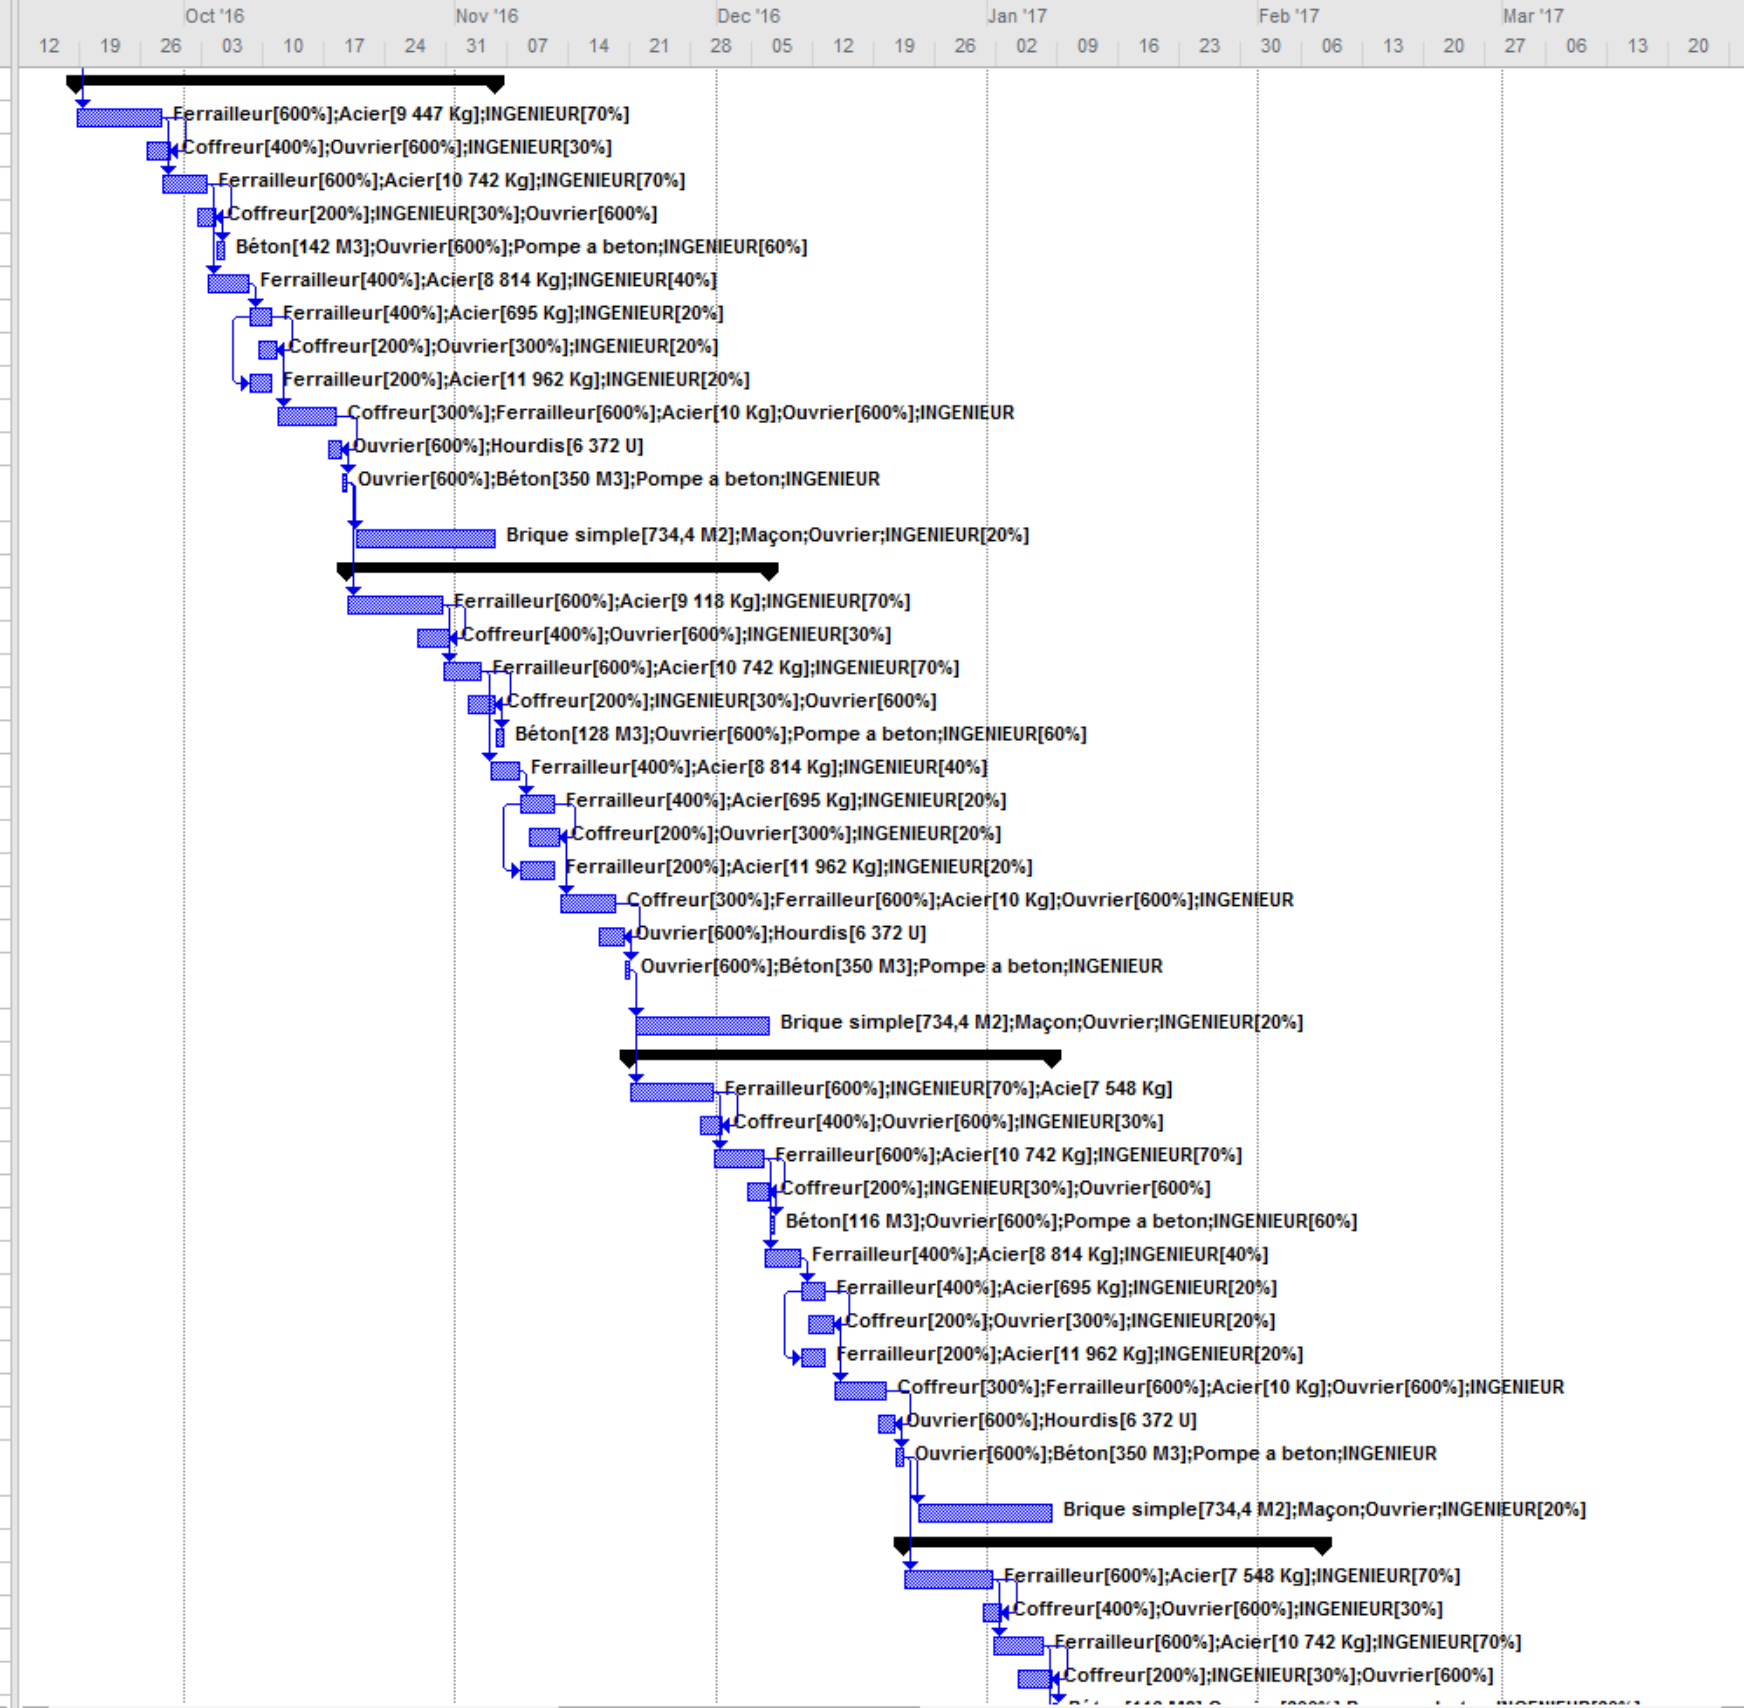 Oct '16 Nov '16 Dec '16 Jan '17 Feb '17 Mar '17
12 19 26 03 10 17 24 31 07 14 21 28 05 12 19 26 02 09 16 23 30 06 13 20 27 06 13 20
Ferrailleur[600%];Acier[9 447 Kg];INGENIEUR[70%]
Coffreur[400%];Ouvrier[600%];INGENIEUR[30%]
Ferrailleur[600%];Acier[10 742 Kg];INGENIEUR[70%]
Coffreur[200%];INGENIEUR[30%];Ouvrier[600%]
Béton[142 M3];Ouvrier[600%];Pompe a beton;INGENIEUR[60%]
Ferrailleur[400%];Acier[8 814 Kg];INGENIEUR[40%]
Ferrailleur[400%];Acier[695 Kg];INGENIEUR[20%]
Coffreur[200%];Ouvrier[300%];INGENIEUR[20%]
Ferrailleur[200%];Acier[11 962 Kg];INGENIEUR[20%]
Coffreur[300%];Ferrailleur[600%];Acier[10 Kg];Ouvrier[600%];INGENIEUR
Ouvrier[600%];Hourdis[6 372 U]
Ouvrier[600%];Béton[350 M3];Pompe a beton;INGENIEUR
Brique simple[734,4 M2];Maçon;Ouvrier;INGENIEUR[20%]
Ferrailleur[600%];Acier[9 118 Kg];INGENIEUR[70%]
Coffreur[400%];Ouvrier[600%];INGENIEUR[30%]
Ferrailleur[600%];Acier[10 742 Kg];INGENIEUR[70%]
Coffreur[200%];INGENIEUR[30%];Ouvrier[600%]
Béton[128 M3];Ouvrier[600%];Pompe a beton;INGENIEUR[60%]
Ferrailleur[400%];Acier[8 814 Kg];INGENIEUR[40%]
Ferrailleur[400%];Acier[695 Kg];INGENIEUR[20%]
Coffreur[200%];Ouvrier[300%];INGENIEUR[20%]
Ferrailleur[200%];Acier[11 962 Kg];INGENIEUR[20%]
Coffreur[300%];Ferrailleur[600%];Acier[10 Kg];Ouvrier[600%];INGENIEUR
Ouvrier[600%];Hourdis[6 372 U]
Ouvrier[600%];Béton[350 M3];Pompe a beton;INGENIEUR
Brique simple[734,4 M2];Maçon;Ouvrier;INGENIEUR[20%]
Ferrailleur[600%];INGENIEUR[70%];Acie[7 548 Kg]
Coffreur[400%];Ouvrier[600%];INGENIEUR[30%]
Ferrailleur[600%];Acier[10 742 Kg];INGENIEUR[70%]
Coffreur[200%];INGENIEUR[30%];Ouvrier[600%]
Béton[116 M3];Ouvrier[600%];Pompe a beton;INGENIEUR[60%]
Ferrailleur[400%];Acier[8 814 Kg];INGENIEUR[40%]
Ferrailleur[400%];Acier[695 Kg];INGENIEUR[20%]
Coffreur[200%];Ouvrier[300%];INGENIEUR[20%]
Ferrailleur[200%];Acier[11 962 Kg];INGENIEUR[20%]
Coffreur[300%];Ferrailleur[600%];Acier[10 Kg];Ouvrier[600%];INGENIEUR
Ouvrier[600%];Hourdis[6 372 U]
Ouvrier[600%];Béton[350 M3];Pompe a beton;INGENIEUR
Brique simple[734,4 M2];Maçon;Ouvrier;INGENIEUR[20%]
Ferrailleur[600%];Acier[7 548 Kg];INGENIEUR[70%]
Coffreur[400%];Ouvrier[600%];INGENIEUR[30%]
Ferrailleur[600%];Acier[10 742 Kg];INGENIEUR[70%]
Coffreur[200%];INGENIEUR[30%];Ouvrier[600%]